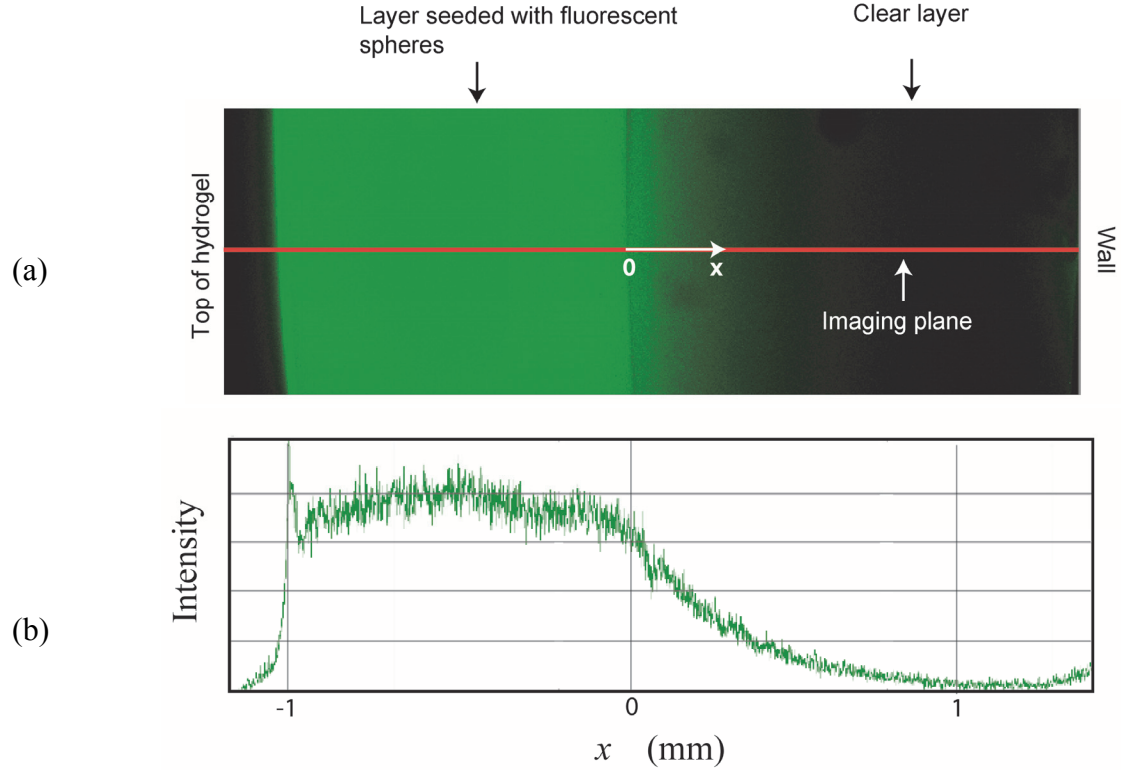 Layer seeded with fluorescent
spheres
Clear layer
(a)
Top of hydrogel
0
x
Imaging plane
Wall
(b)
Intensity
-1
0
1
x (mm)